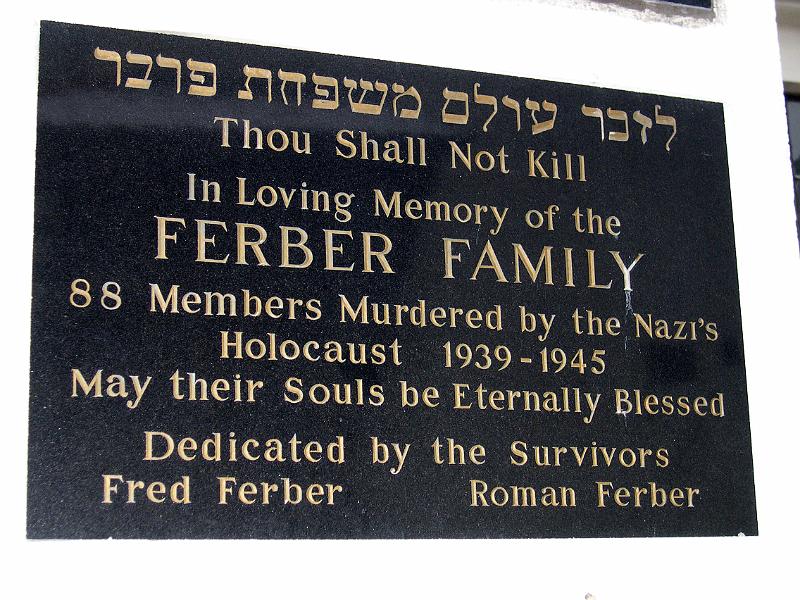 לזכר עולם משפחת פרבר
Thou Shall Not Kill
In Loving Memory of the
FERBER FAMILY
88 Members Murdered by the Nazi's
Holocaust 1939-1945
May their Souls be Eternally Blessed
Dedicated by the Survivors
Fred Ferber Roman Ferber